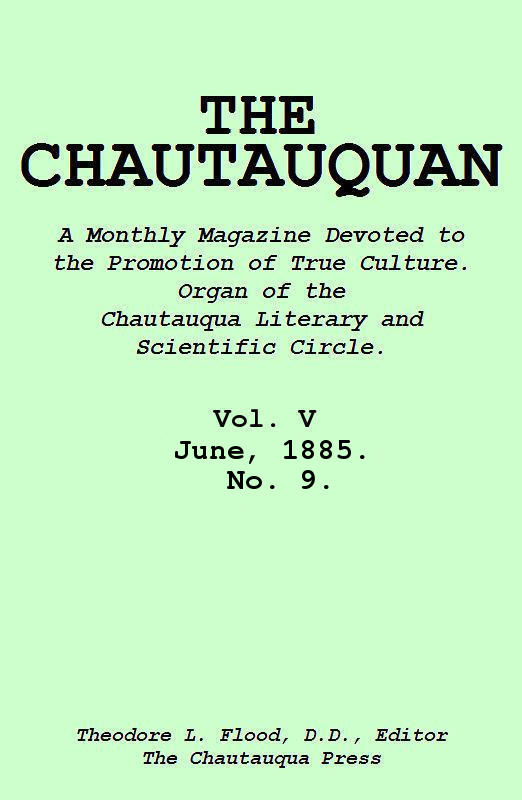 THE
CHAUTAUQUAN
A Monthly Magazine Devoted to
the Promotion of True Culture.
Organ of the
Chautauqua Literary and
Scientific Circle.
Vol. V
June, 1885.
No. 9.
Theodore L. Flood, D.D., Editor
The Chautauqua Press